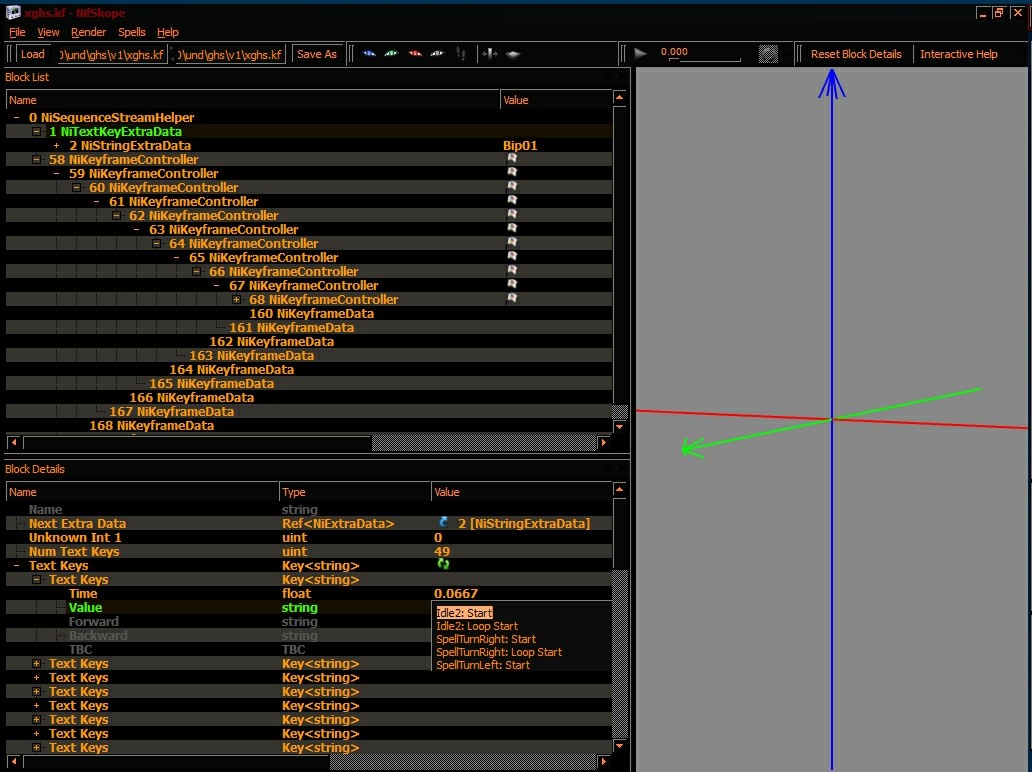 xghs.kf - NifSkope
File View Render Spells Help
Load )\und\ghs\v1\xghs.kf )\und\ghs\v1\xghs.kf Save As 0.000 Reset Block Details Interactive Help
Block List
Name Value
0 NiSequenceStreamHelper
1 NiTextKeyExtraData
2 NiStringExtraData Bip01
58 NiKeyframeController
59 NiKeyframeController
60 NiKeyframeController
61 NiKeyframeController
62 NiKeyframeController
63 NiKeyframeController
64 NiKeyframeController
65 NiKeyframeController
66 NiKeyframeController
67 NiKeyframeController
68 NiKeyframeController
160 NiKeyframeData
161 NiKeyframeData
162 NiKeyframeData
163 NiKeyframeData
164 NiKeyframeData
165 NiKeyframeData
166 NiKeyframeData
167 NiKeyframeData
168 NiKeyframeData
Block Details
Name Type Value
Name string
Next Extra Data Ref<NiExtraData> 2 [NiStringExtraData]
Unknown Int 1 uint 0
Num Text Keys uint 49
Text Keys Key<string>
Text Keys Key<string>
Time float 0.0667
Value string Idle2: Start
Forward string Idle2: Loop Start
Backward string SpellTurnRight: Start
TBC TBC SpellTurnRight: Loop Start
Text Keys Key<string> SpellTurnLeft: Start
Text Keys Key<string>
Text Keys Key<string>
Text Keys Key<string>
Text Keys Key<string>
Text Keys Key<string>
Text Keys Key<string>